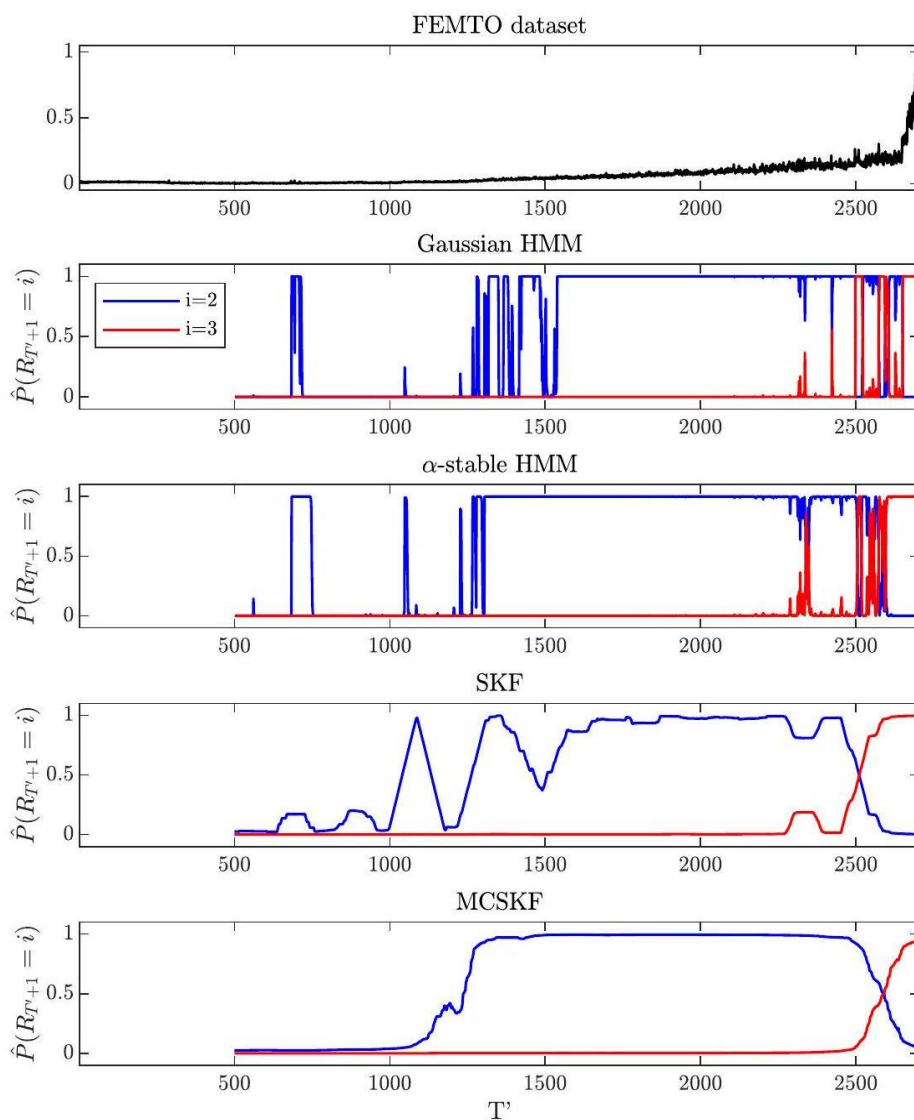 FEMTO dataset
1
0.5
0
500 1000 1500 2000 2500
Gaussian HMM
1
0.5
0
i=2
i=3
P̂(R_{T'+1} = i)
500 1000 1500 2000 2500
α-stable HMM
1
0.5
0
P̂(R_{T'+1} = i)
500 1000 1500 2000 2500
SKF
1
0.5
0
P̂(R_{T'+1} = i)
500 1000 1500 2000 2500
MCSKF
1
0.5
0
P̂(R_{T'+1} = i)
500 1000 1500 2000 2500
T'